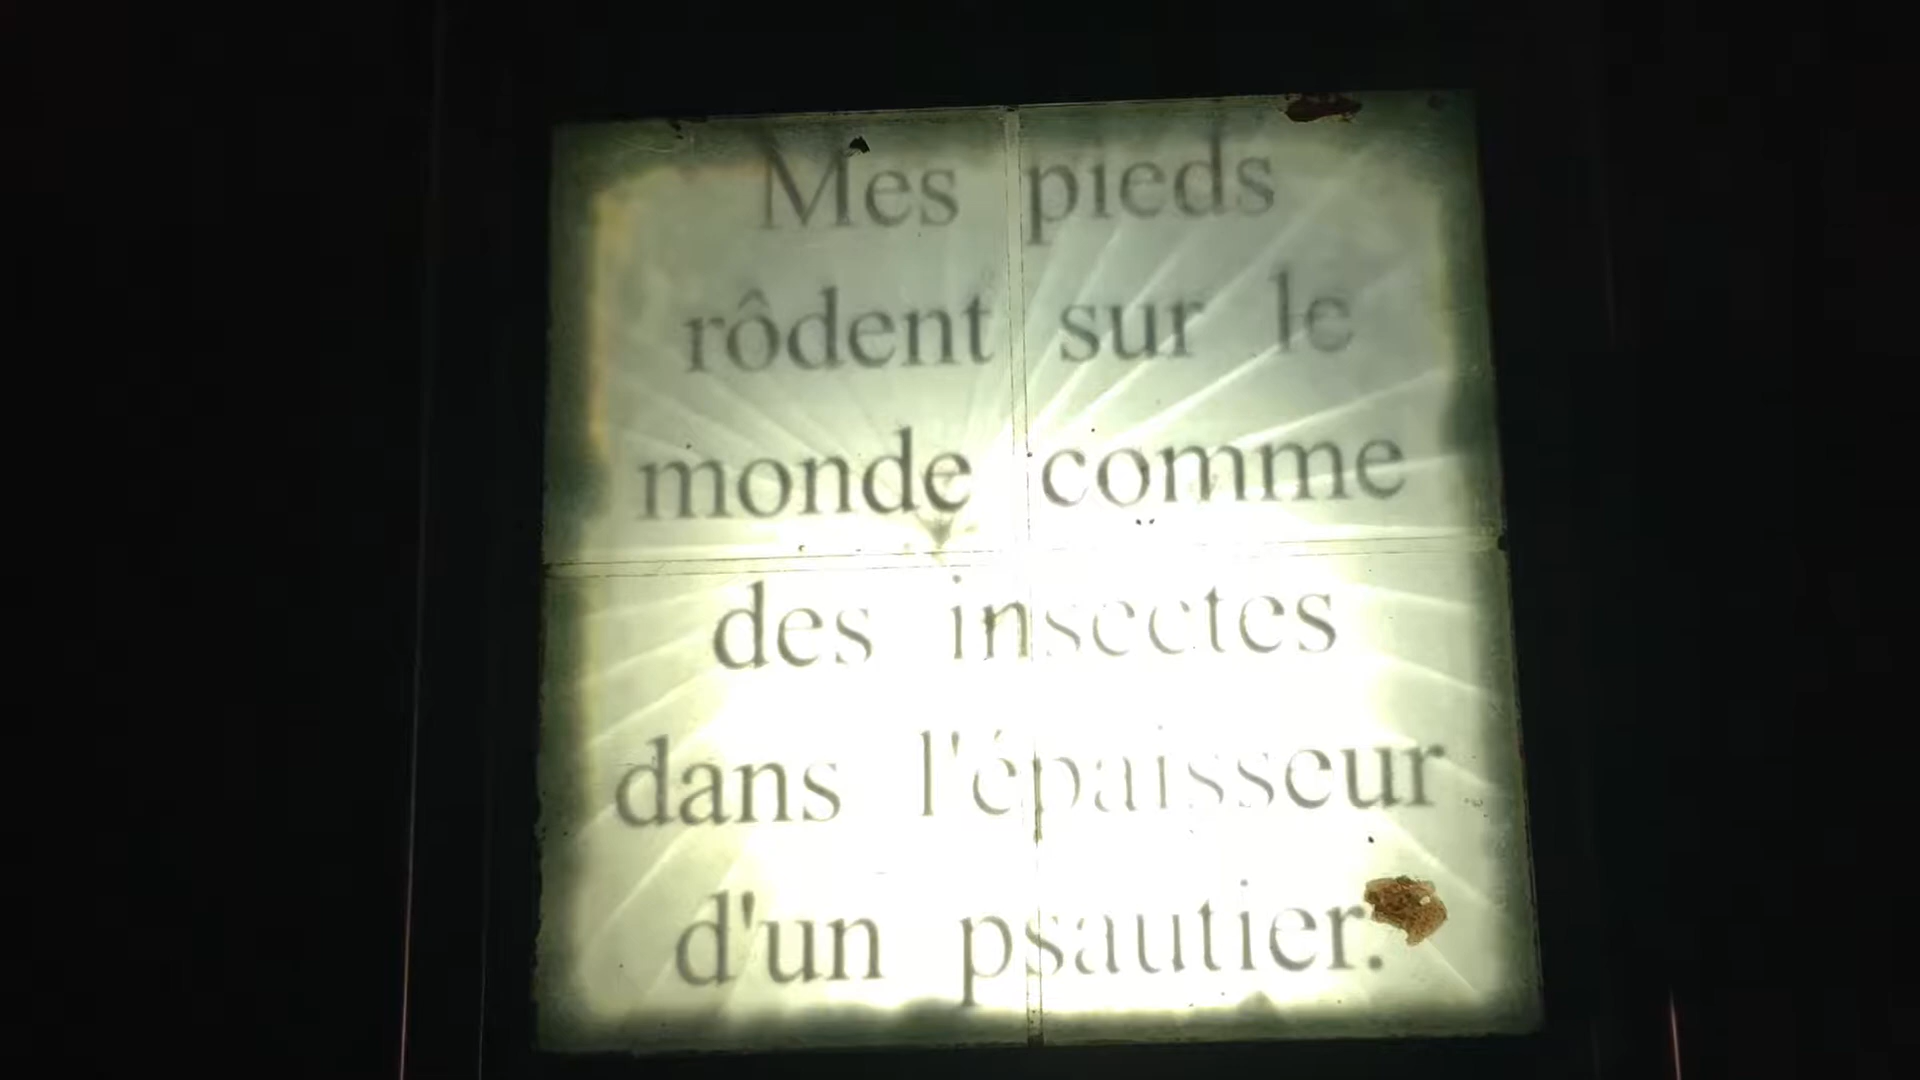 Mes pieds
rôdent sur le
monde comme
des insectes
dans l'épaisseur
d'un psautier.